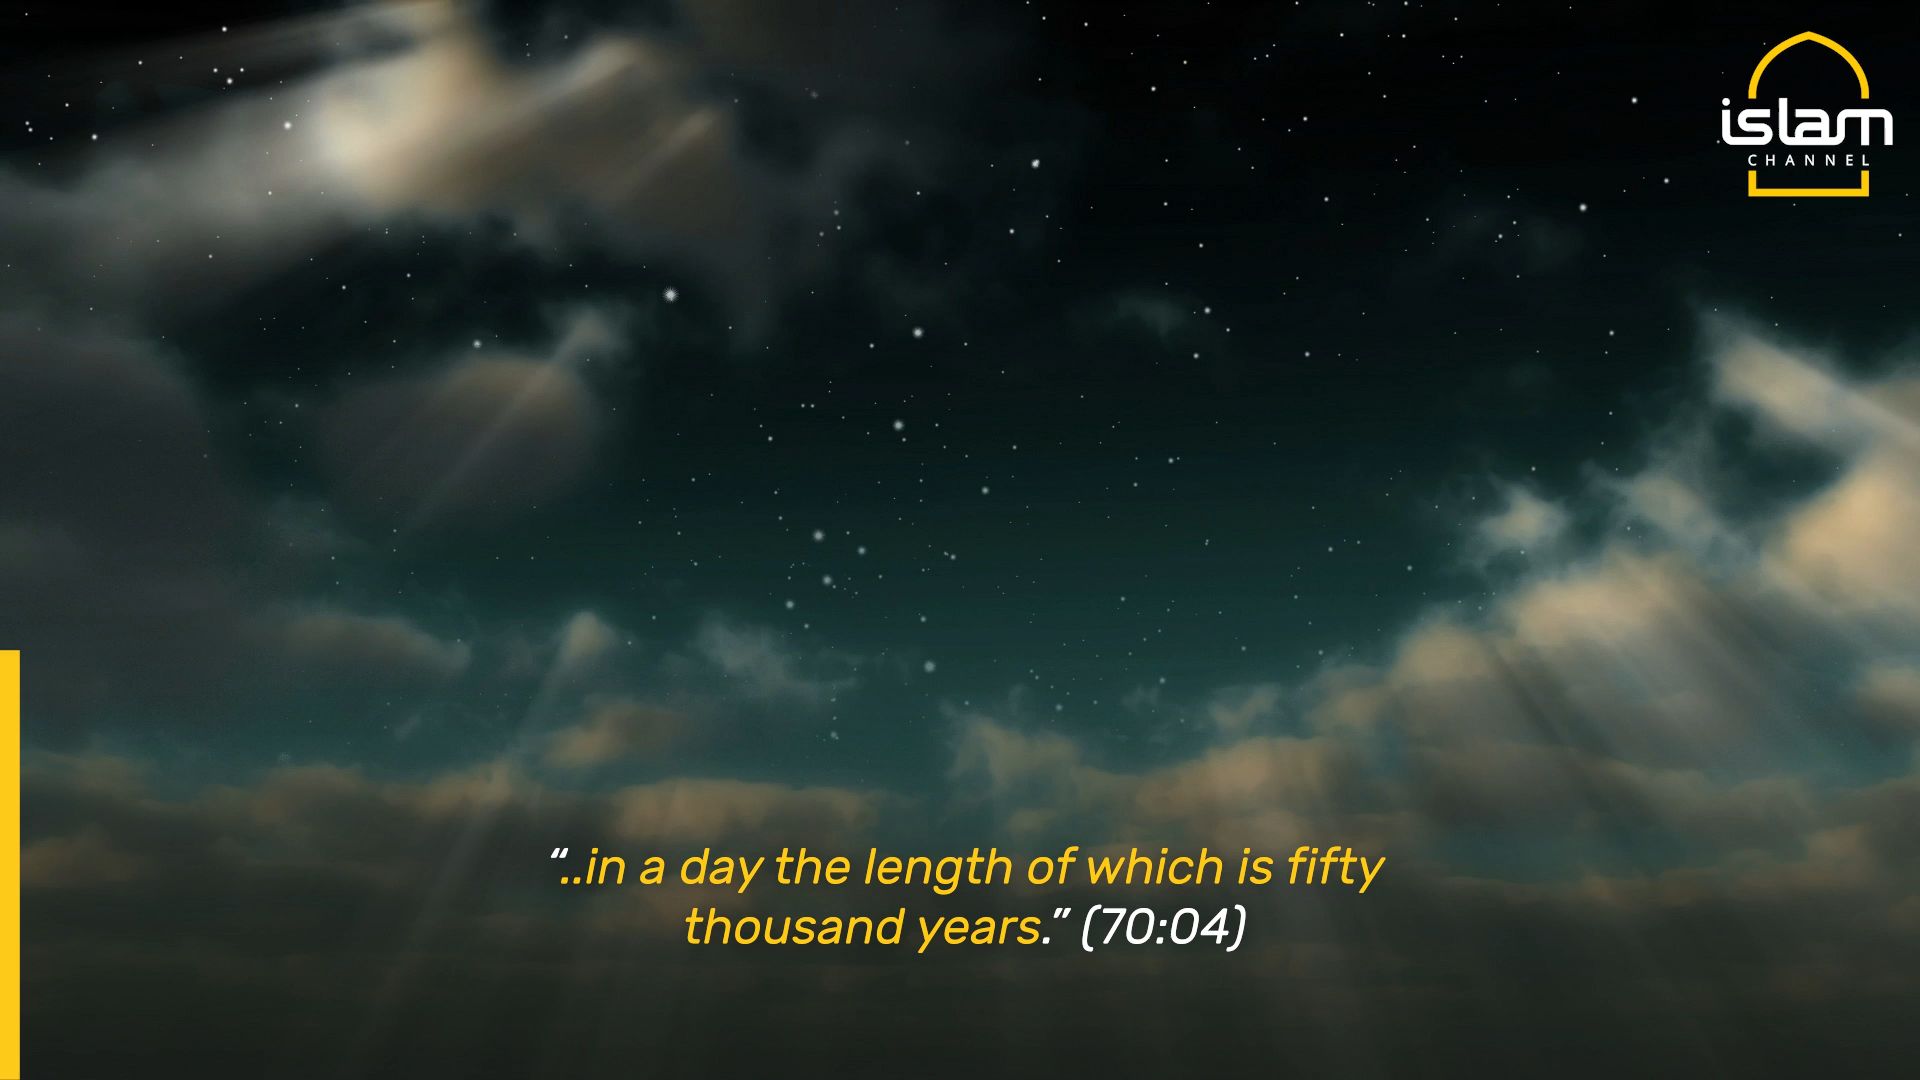 islam
CHANNEL
“..in a day the length of which is fifty
thousand years.” (70:04)